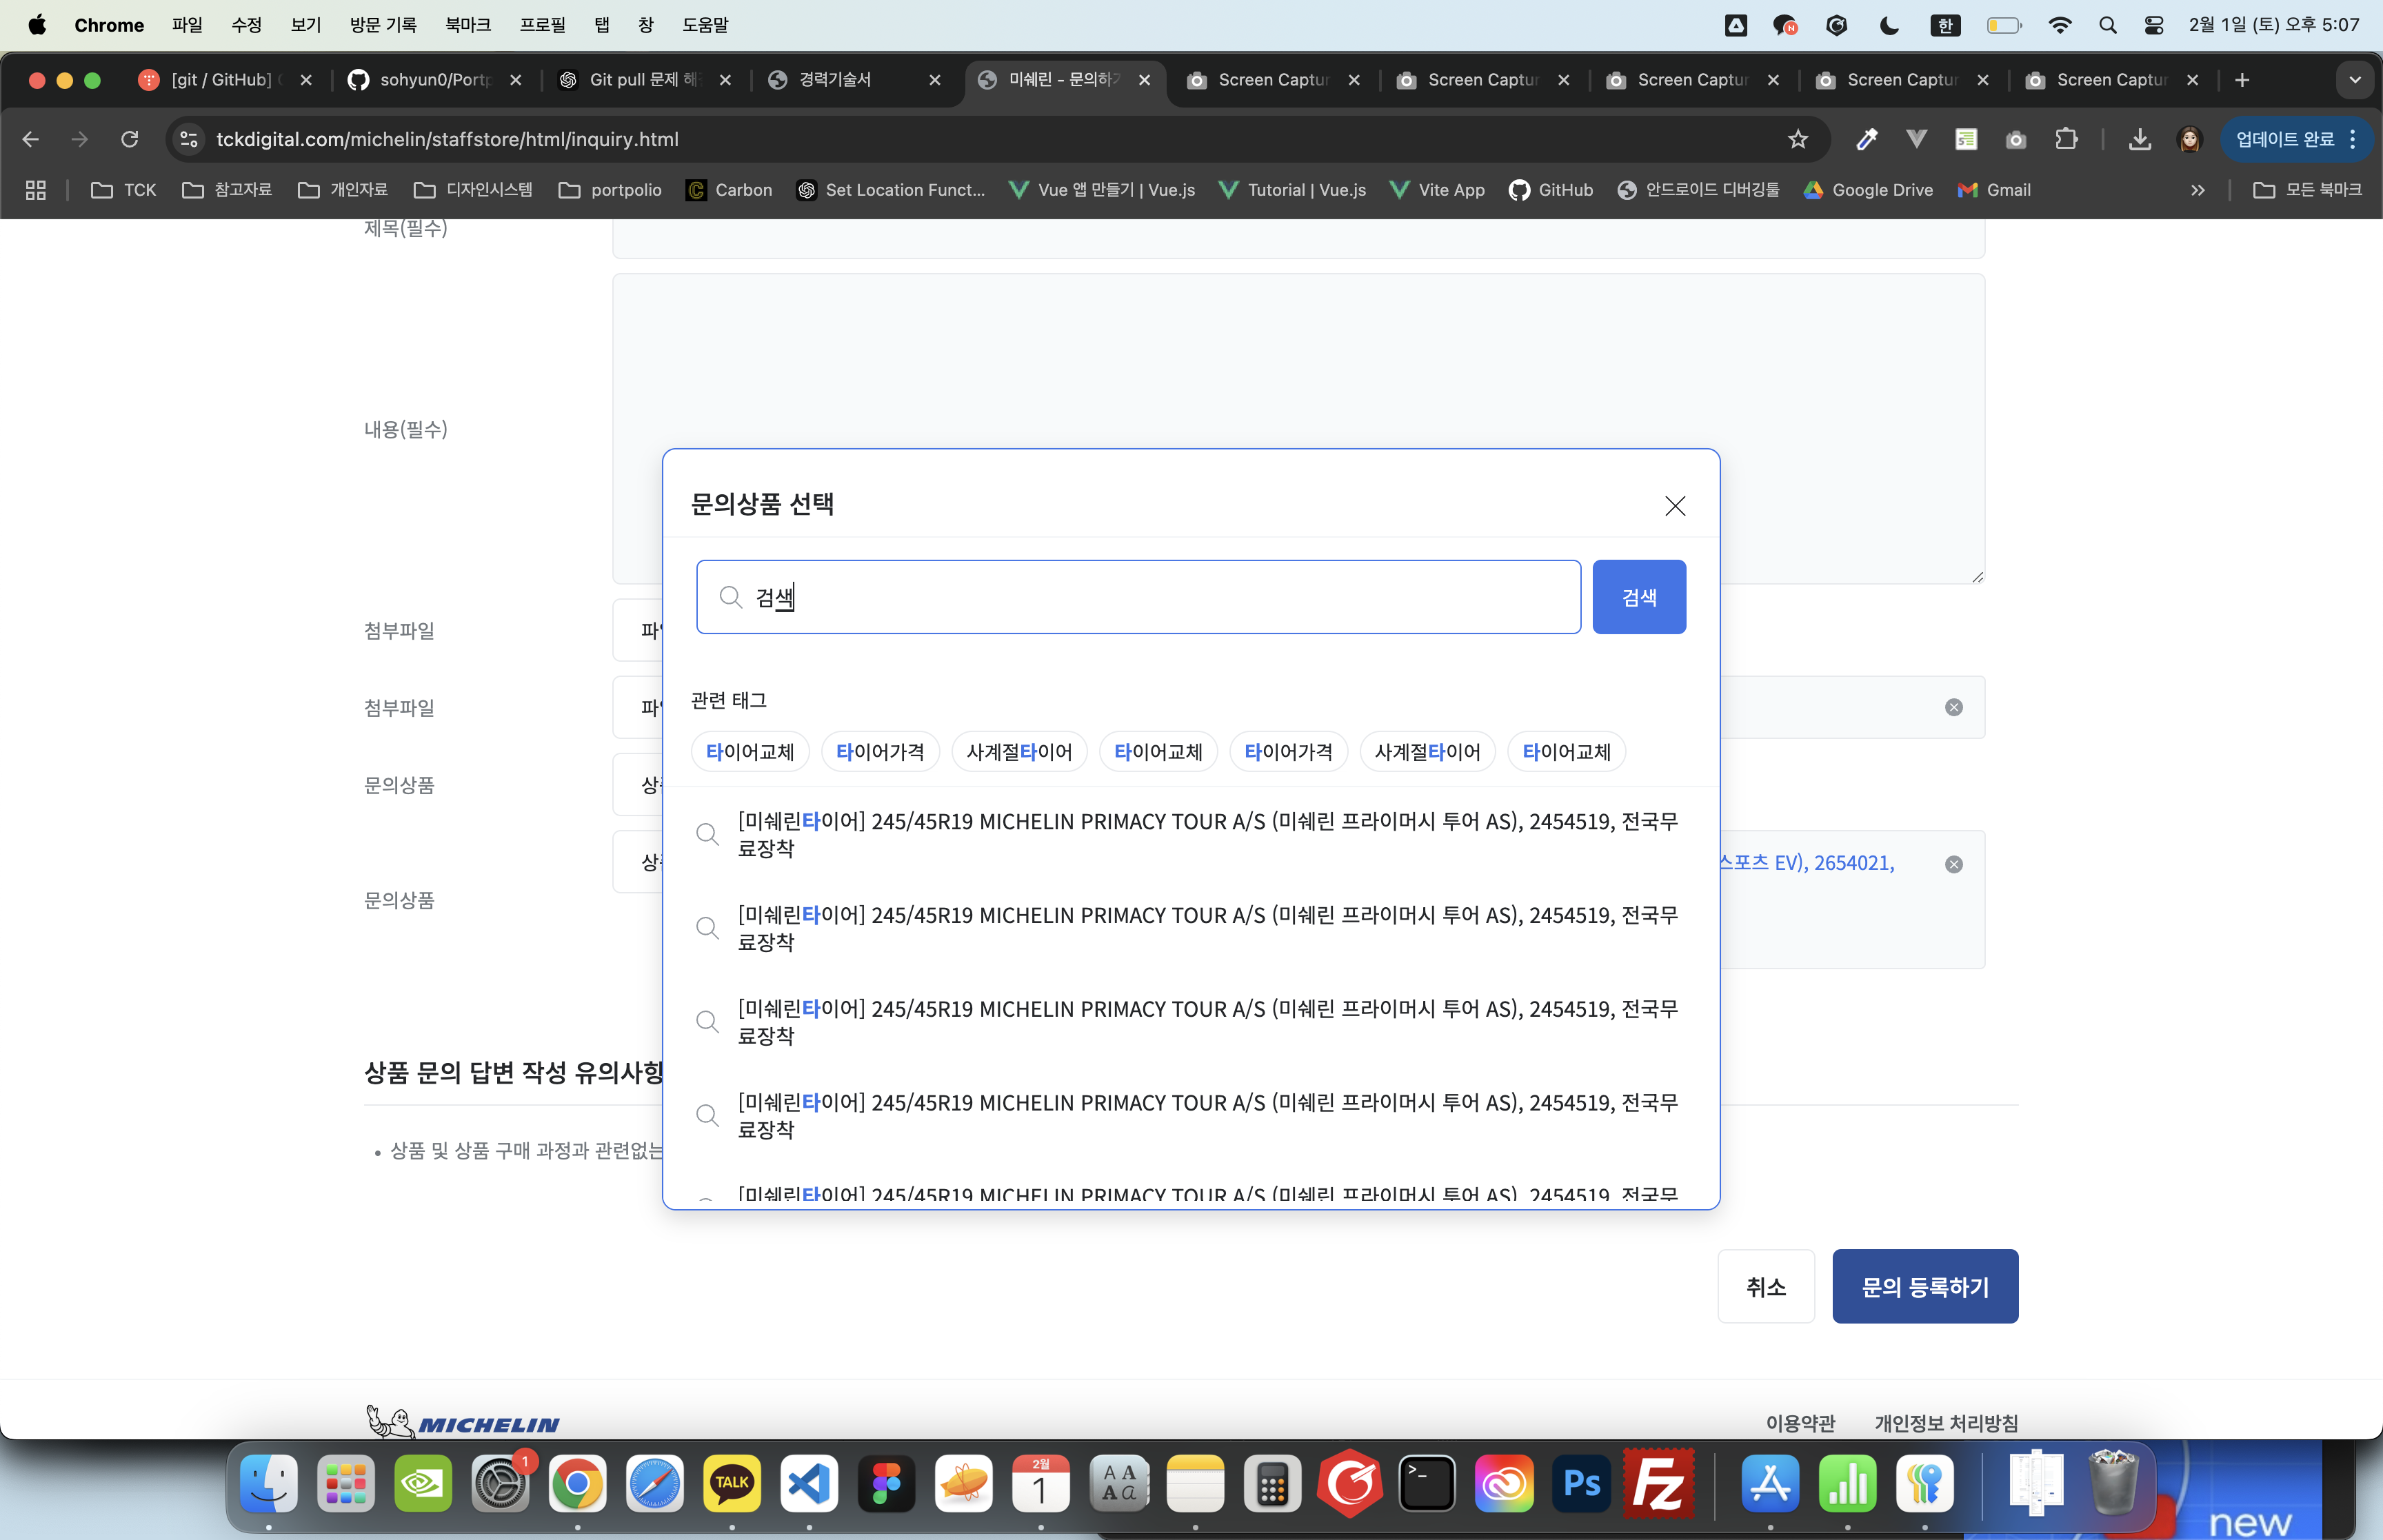 Chrome 파일 수정 보기 방문 기록 북마크 프로필 탭 창 도움말 한 2월 1일 (토) 오후 5:07
[git / GitHub] sohyun0/Portp Git pull 문제 해 경력기술서 미쉐린 - 문의하기 Screen Captur Screen Captur Screen Captur Screen Captur Screen Captur
tckdigital.com/michelin/staffstore/html/inquiry.html 업데이트 완료
TCK 참고자료 개인자료 디자인시스템 portpolio Carbon Set Location Funct... Vue 앱 만들기 | Vue.js Tutorial | Vue.js Vite App GitHub 안드로이드 디버깅툴 Google Drive Gmail 모든 북마크
제목(필수)
내용(필수)
문의상품 선택
검색 검색
첨부파일 파
관련 태그
첨부파일 파
타이어교체 타이어가격 사계절타이어 타이어교체 타이어가격 사계절타이어 타이어교체
문의상품 상
[미쉐린타이어] 245/45R19 MICHELIN PRIMACY TOUR A/S (미쉐린 프라이머시 투어 AS), 2454519, 전국무
료장착
상 스포츠 EV), 2654021,
문의상품
[미쉐린타이어] 245/45R19 MICHELIN PRIMACY TOUR A/S (미쉐린 프라이머시 투어 AS), 2454519, 전국무
료장착
[미쉐린타이어] 245/45R19 MICHELIN PRIMACY TOUR A/S (미쉐린 프라이머시 투어 AS), 2454519, 전국무
료장착
상품 문의 답변 작성 유의사항
[미쉐린타이어] 245/45R19 MICHELIN PRIMACY TOUR A/S (미쉐린 프라이머시 투어 AS), 2454519, 전국무
료장착
• 상품 및 상품 구매 과정과 관련없는
[미쉐린타이어] 245/45R19 MICHELIN PRIMACY TOUR A/S (미쉐린 프라이머시 투어 AS), 2454519, 전국무
취소 문의 등록하기
MICHELIN 이용약관 개인정보 처리방침
1 TALK 2월 1 Ps Fz
new